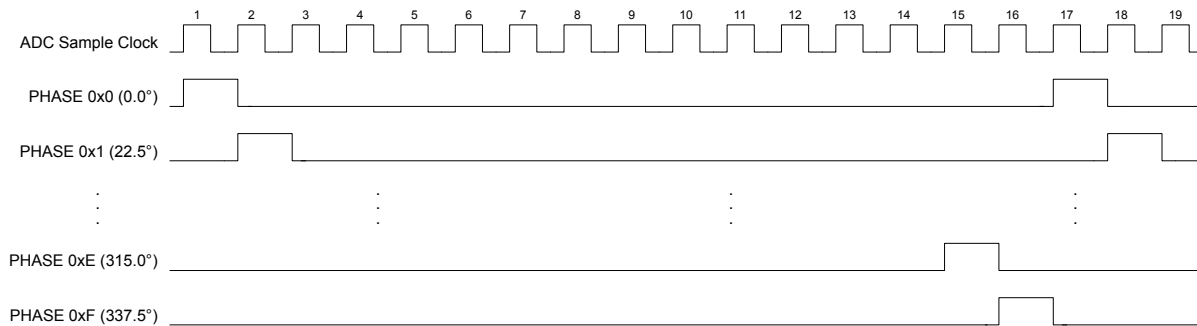 1 2 3 4 5 6 7 8 9 10 11 12 13 14 15 16 17 18 19
ADC Sample Clock
PHASE 0x0 (0.0°)
PHASE 0x1 (22.5°)
PHASE 0xE (315.0°)
PHASE 0xF (337.5°)